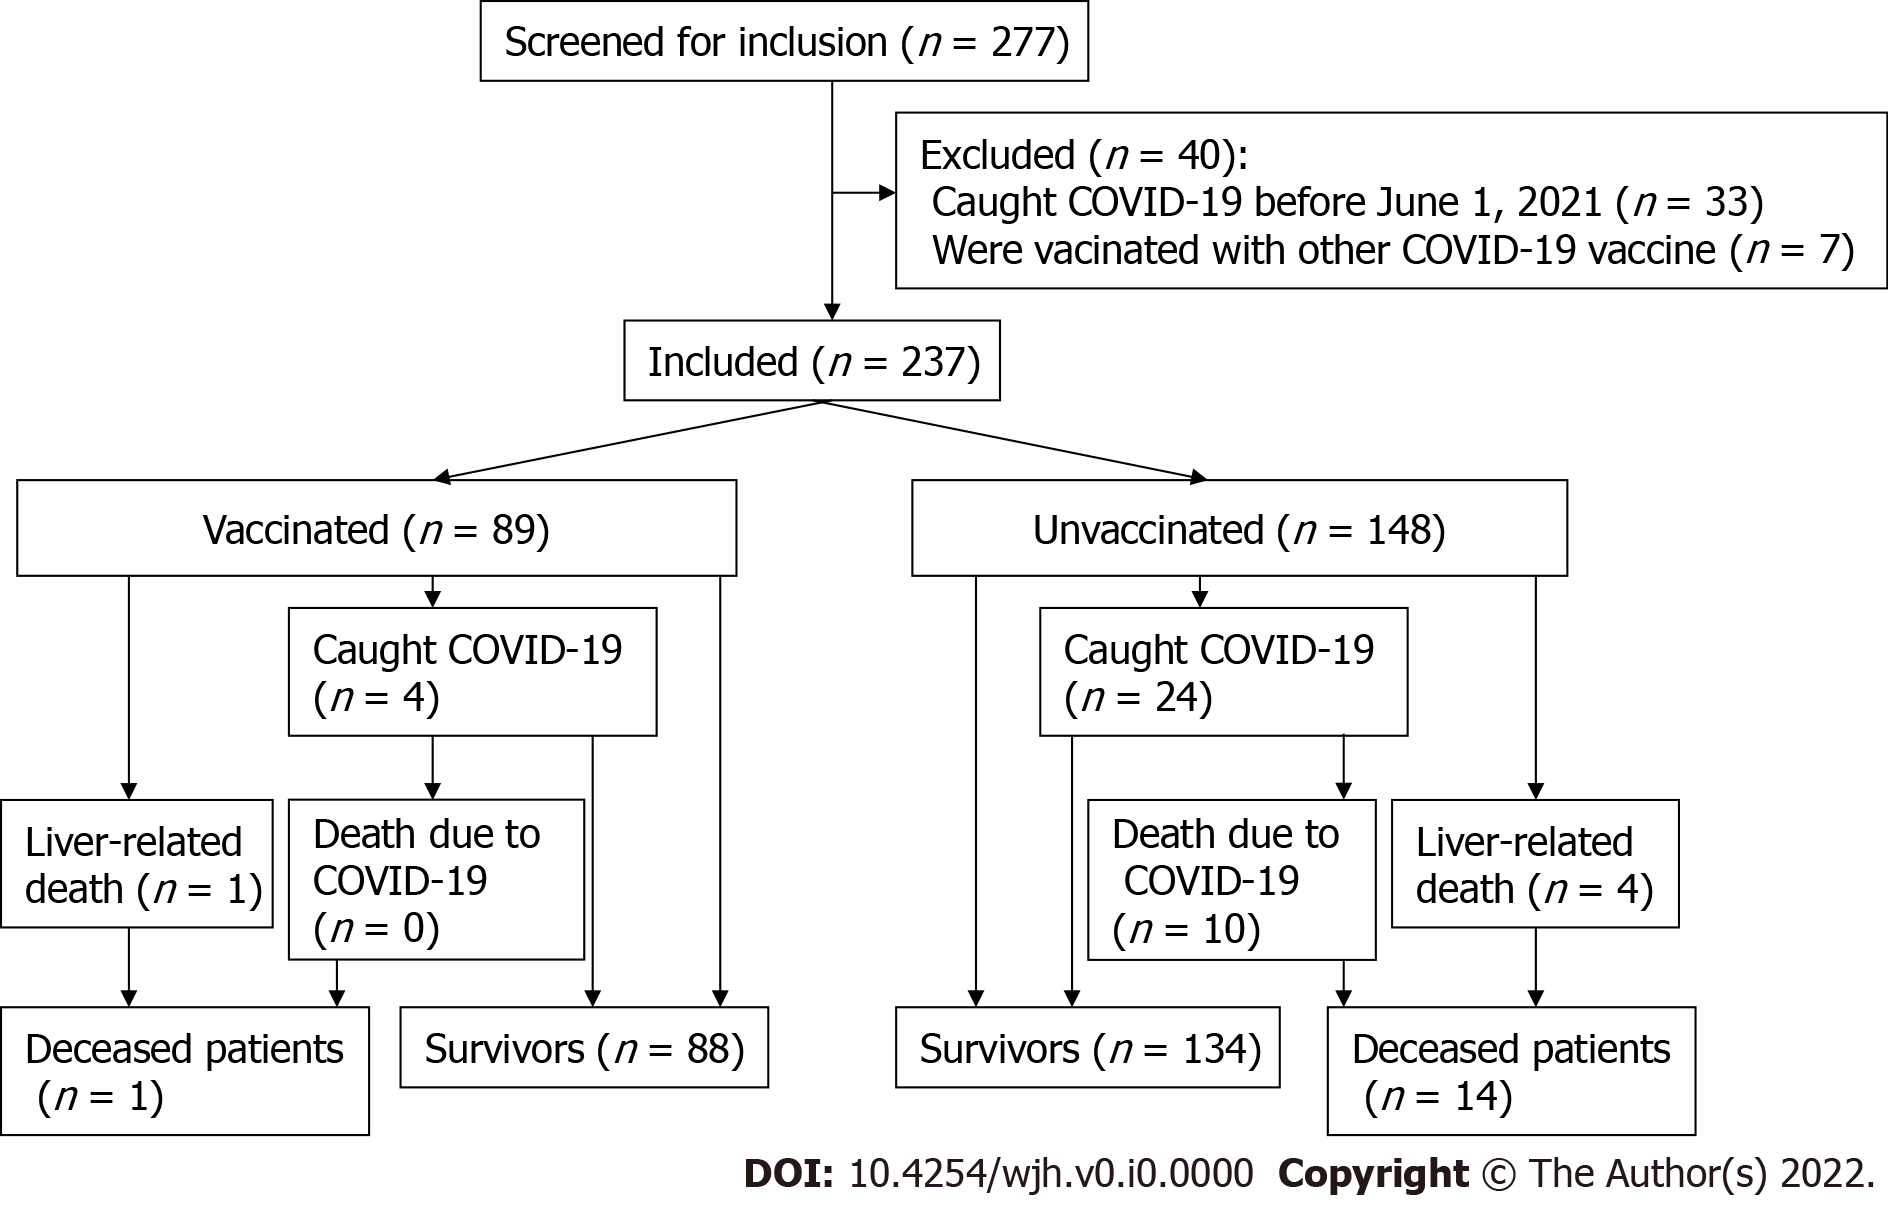 Screened for inclusion (n = 277)
Excluded (n = 40):
Caught COVID-19 before June 1, 2021 (n = 33)
Were vacinated with other COVID-19 vaccine (n = 7)
Included (n = 237)
Vaccinated (n = 89)
Unvaccinated (n = 148)
Caught COVID-19
(n = 4)
Caught COVID-19
(n = 24)
Liver-related
death (n = 1)
Death due to
COVID-19
(n = 0)
Death due to
COVID-19
(n = 10)
Liver-related
death (n = 4)
Deceased patients
(n = 1)
Survivors (n = 88)
Survivors (n = 134)
Deceased patients
(n = 14)
DOI: 10.4254/wjh.v0.i0.0000 Copyright © The Author(s) 2022.